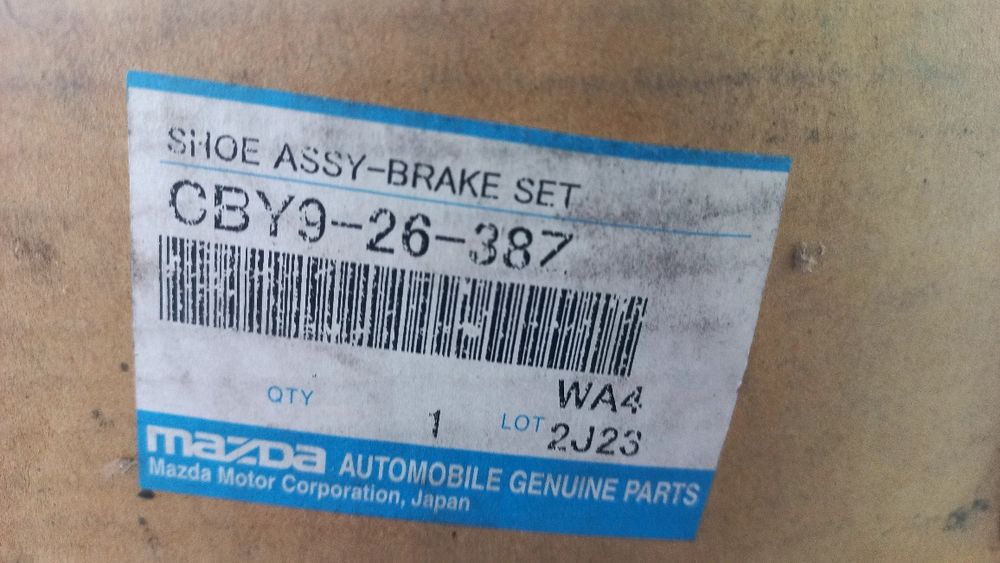 SHOE ASSY-BRAKE SET
CBY9-26-387
WA4
QTY 1 LOT 2J23
mazda AUTOMOBILE GENUINE PARTS
Mazda Motor Corporation, Japan